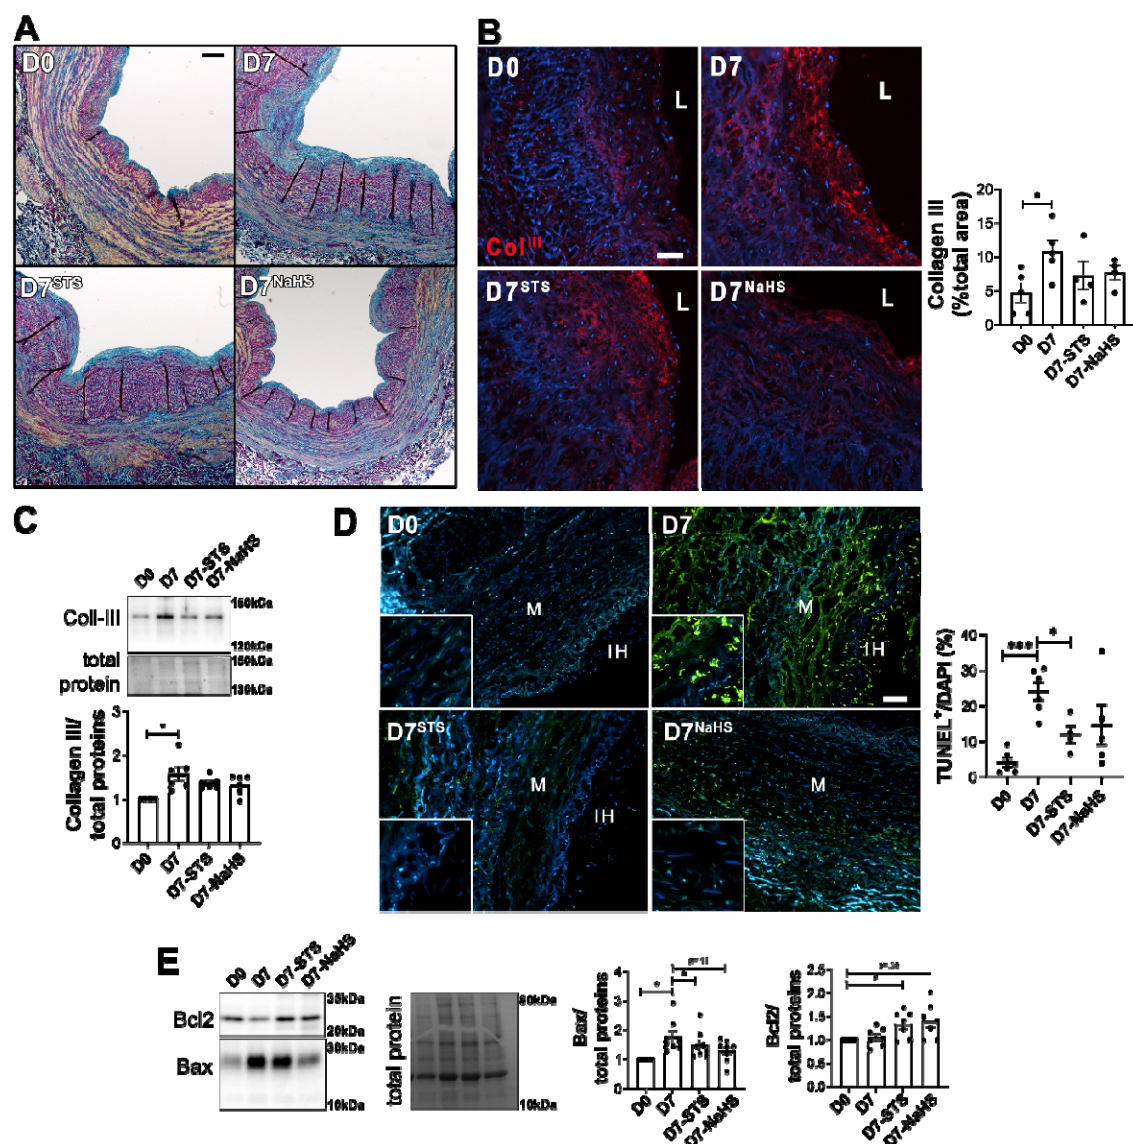 A
D0
D7
D7STS
D7NaHS
B
D0
L
ColIII
D7
L
D7STS
L
D7NaHS
L
Collagen III
(%total area)
20
15
10
5
0
*
D0
D7
D7-STS
D7-NaHS
C
D0
D7
D7-STS
D7-NaHS
Coll-III
150kDa
120kDa
total
protein
150kDa
130kDa
Collagen III/
total proteins
3
2
1
0
*
D0
D7
D7-STS
D7-NaHS
D
D0
M
IH
D7
M
IH
D7STS
M
IH
D7NaHS
M
TUNEL+/DAPI (%)
40
30
20
10
0
***
*
D0
D7
D7-STS
D7-NaHS
E
D0
D7
D7-STS
D7-NaHS
Bcl2
35kDa
20kDa
Bax
30kDa
10kDa
total protein
10kDa
Bax/
total proteins
4
3
2
1
0
*
*
D0
D7
D7-STS
D7-NaHS
Bcl2/
total proteins
2.5
2.0
1.5
1.0
0.5
0.0
*
D0
D7
D7-STS
D7-NaHS